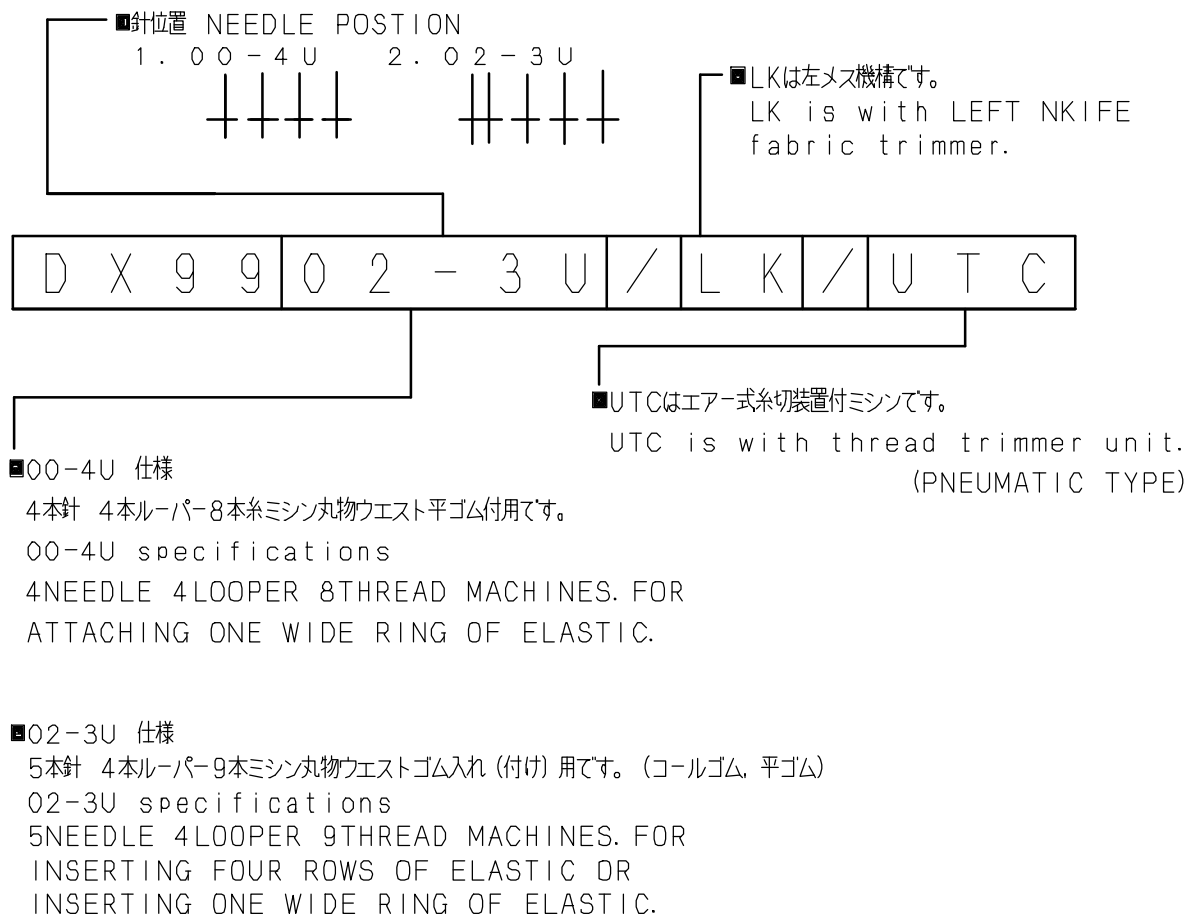 ■針位置 NEEDLE POSTION
1.00-4U 2.02-3U
■LKは左メス機構です。
LK is with LEFT NKIFE
fabric trimmer.
DX9902-3U/LK/UTC
■UTCはエアー式糸切装置付ミシンです。
UTC is with thread trimmer unit.
(PNEUMATIC TYPE)
■00-4U 仕様
4本針 4本ルーパー8本糸ミシン丸物ウエスト平ゴム付用です。
00-4U specifications
4NEEDLE 4LOOPER 8THREAD MACHINES. FOR
ATTACHING ONE WIDE RING OF ELASTIC.
■02-3U 仕様
5本針 4本ルーパー9本ミシン丸物ウエストゴム入れ(付け)用です。(コールゴム, 平ゴム)
02-3U specifications
5NEEDLE 4LOOPER 9THREAD MACHINES. FOR
INSERTING FOUR ROWS OF ELASTIC OR
INSERTING ONE WIDE RING OF ELASTIC.